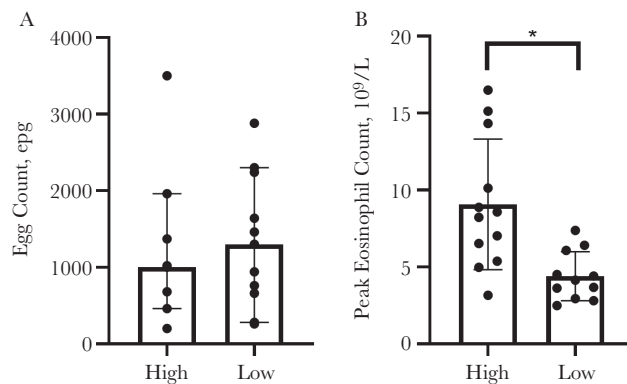 A
Egg Count, epg
4000
3000
2000
1000
0
High Low
B
Peak Eosinophil Count, 10⁹/L
20
15
10
5
0
*
High Low